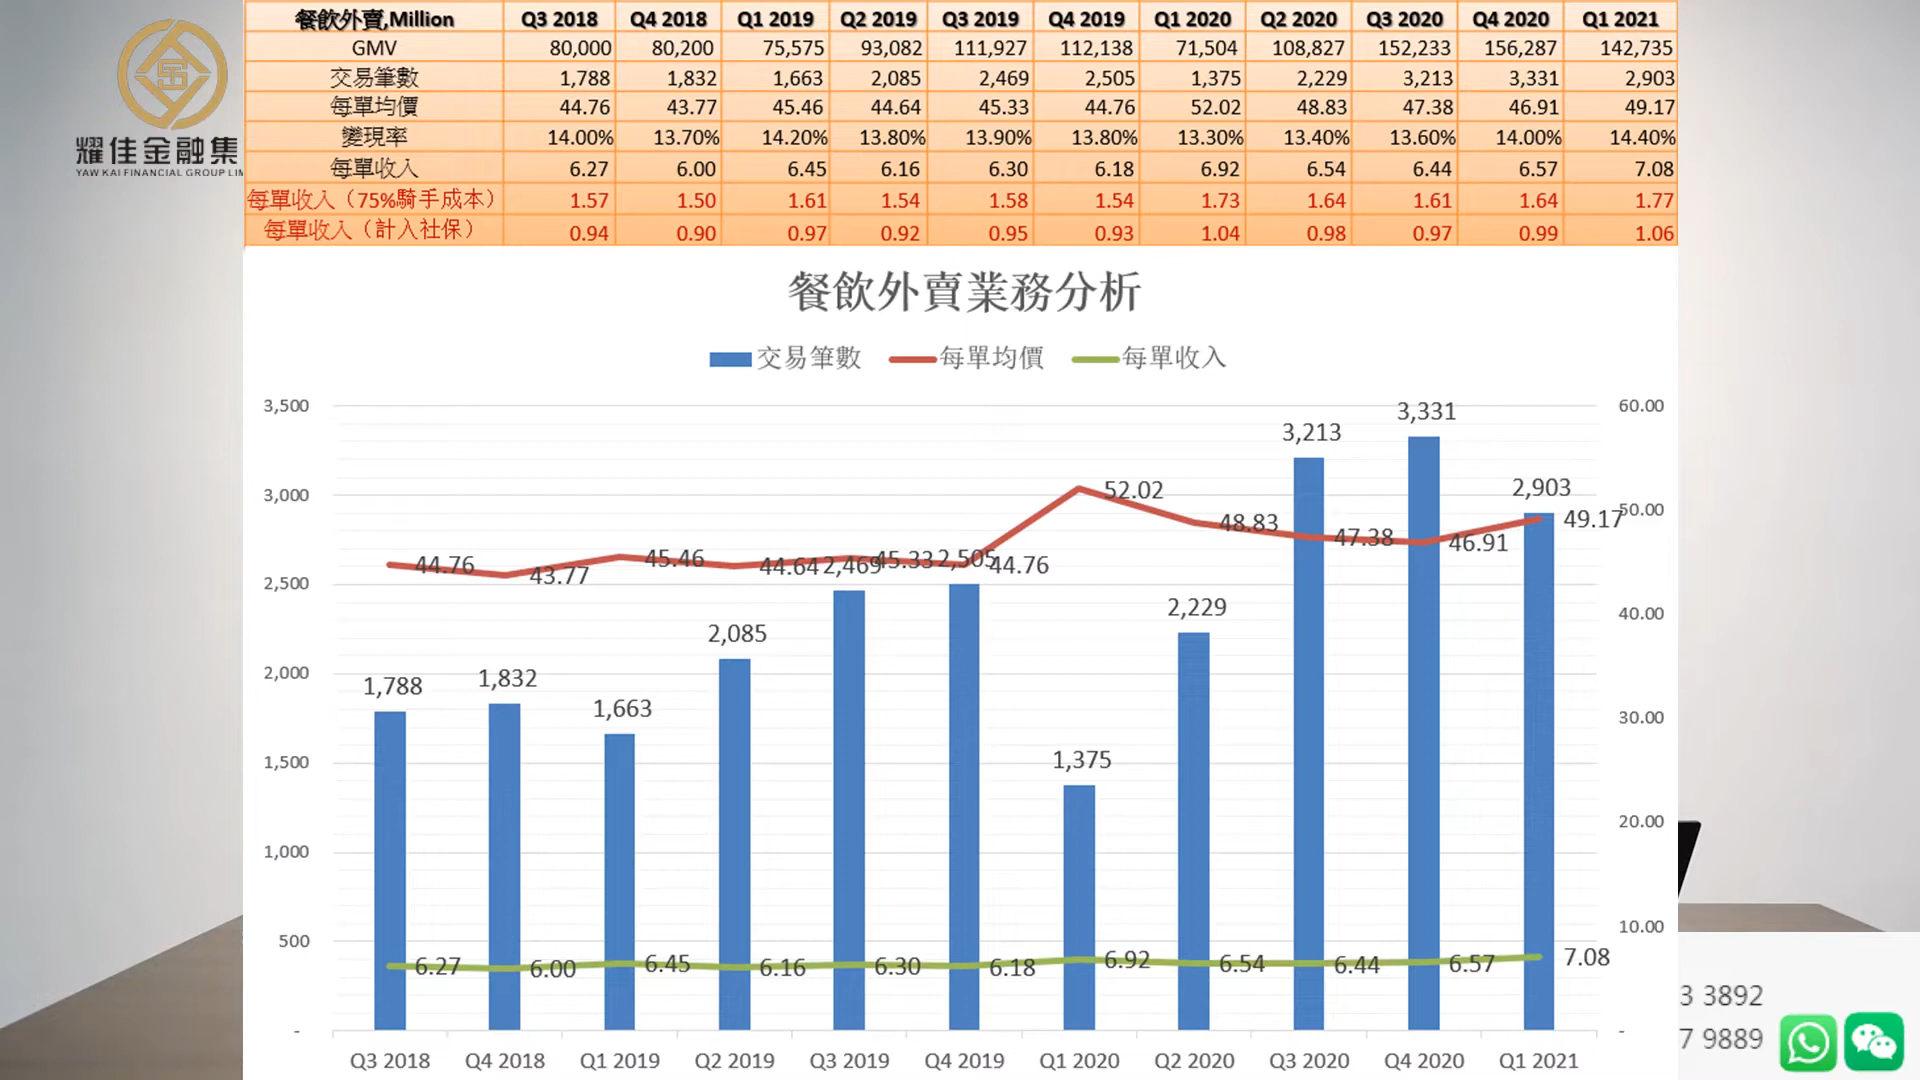 耀佳金融集
YAW KAI FINANCIAL GROUP LIM
餐飲外賣,Million Q3 2018 Q4 2018 Q1 2019 Q2 2019 Q3 2019 Q4 2019 Q1 2020 Q2 2020 Q3 2020 Q4 2020 Q1 2021
GMV 80,000 80,200 75,575 93,082 111,927 112,138 71,504 108,827 152,233 156,287 142,735
交易筆數 1,788 1,832 1,663 2,085 2,469 2,505 1,375 2,229 3,213 3,331 2,903
每單均價 44.76 43.77 45.46 44.64 45.33 44.76 52.02 48.83 47.38 46.91 49.17
變現率 14.00% 13.70% 14.20% 13.80% 13.90% 13.80% 13.30% 13.40% 13.60% 14.00% 14.40%
每單收入 6.27 6.00 6.45 6.16 6.30 6.18 6.92 6.54 6.44 6.57 7.08
每單收入（75%騎手成本） 1.57 1.50 1.61 1.54 1.58 1.54 1.73 1.64 1.61 1.64 1.77
每單收入（計入社保） 0.94 0.90 0.97 0.92 0.95 0.93 1.04 0.98 0.97 0.99 1.06
餐飲外賣業務分析
交易筆數 每單均價 每單收入
3,500 3,331 60.00
3,213
3,000 52.02 2,903
48.83 47.38 46.91 49.17 50.00
44.76 43.77 45.46 44.64 2,469 45.33 2,505 44.76
2,500
2,085 2,229 40.00
2,000 1,788 1,832 1,663
30.00
1,500 1,375
1,000 20.00
500 10.00
6.27 6.00 6.45 6.16 6.30 6.18 6.92 6.54 6.44 6.57 7.08
- -
Q3 2018 Q4 2018 Q1 2019 Q2 2019 Q3 2019 Q4 2019 Q1 2020 Q2 2020 Q3 2020 Q4 2020 Q1 2021
3 3892
7 9889